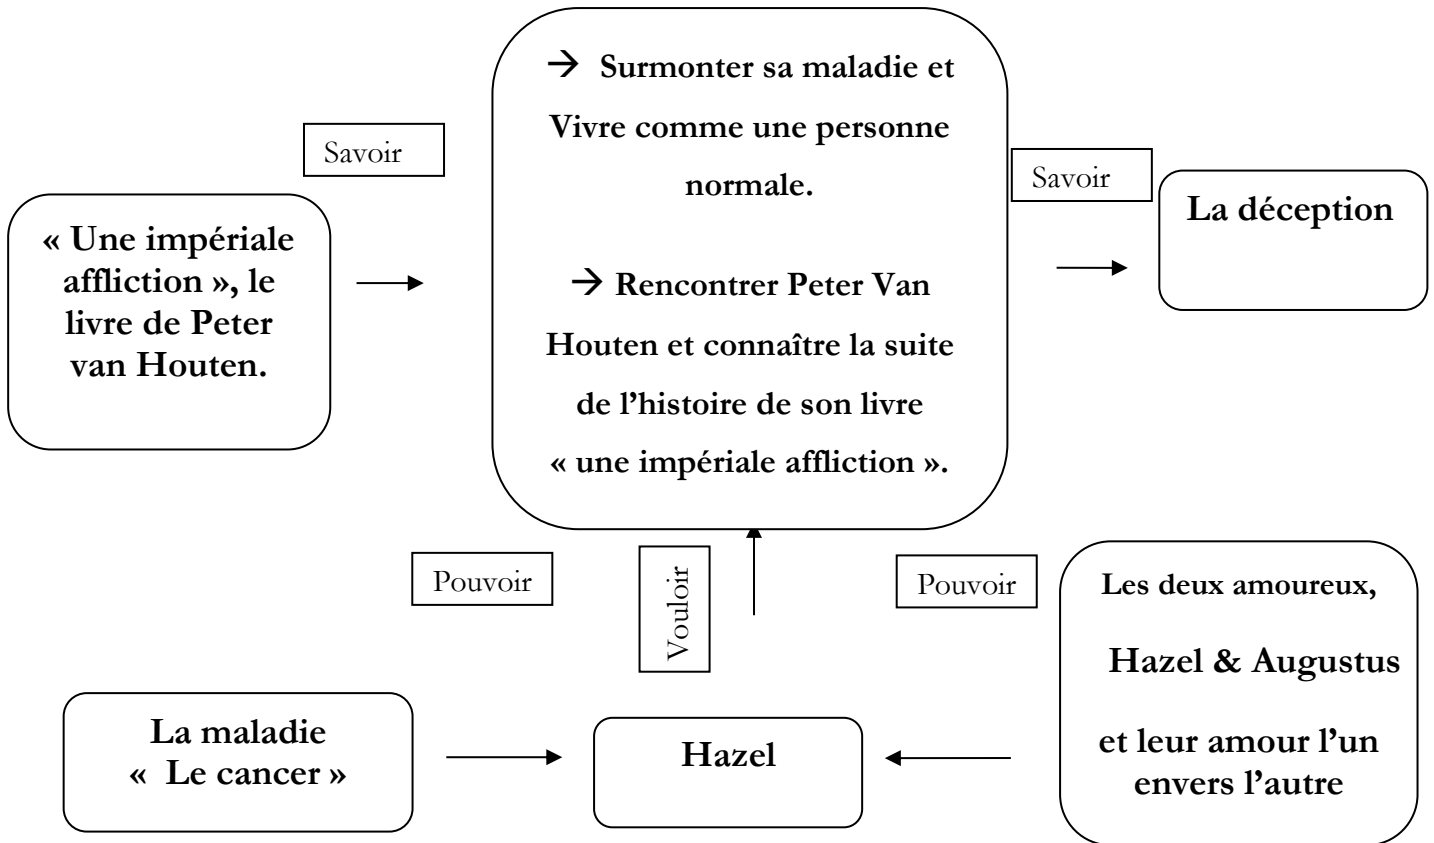 → Surmonter sa maladie et
Vivre comme une personne
normale.
→ Rencontrer Peter Van
Houten et connaître la suite
de l’histoire de son livre
« une impériale affliction ».
Savoir
Savoir
« Une impériale
affliction », le
livre de Peter
van Houten.
La déception
Pouvoir
Vouloir
Pouvoir
Les deux amoureux,
Hazel & Augustus
et leur amour l’un
envers l’autre
La maladie
« Le cancer »
Hazel